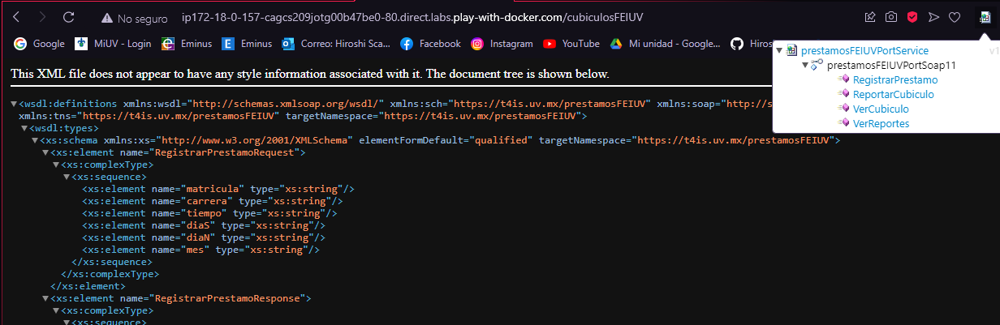 No seguro
ip172-18-0-157-cagcs209jotg00b47be0-80.direct.labs.play-with-docker.com/cubiculosFEIUV
Google MiUV - Login Eminus Eminus Correo: Hiroshi Sca... Facebook Instagram YouTube Mi unidad - Google... Hiros
This XML file does not appear to have any style information associated with it. The document tree is shown below.
prestamosFEIUVPortService v1
prestamosFEIUVPortSoap11
RegistrarPrestamo
ReportarCubiculo
VerCubiculo
VerReportes
<wsdl:definitions xmlns:wsdl="http://schemas.xmlsoap.org/wsdl/" xmlns:sch="https://t4is.uv.mx/prestamosFEIUV" xmlns:soap="http://s
xmlns:tns="https://t4is.uv.mx/prestamosFEIUV" targetNamespace="https://t4is.uv.mx/prestamosFEIUV">
<wsdl:types>
<xs:schema xmlns:xs="http://www.w3.org/2001/XMLSchema" elementFormDefault="qualified" targetNamespace="https://t4is.uv.mx/prestamosFEIUV">
<xs:element name="RegistrarPrestamoRequest">
<xs:complexType>
<xs:sequence>
<xs:element name="matricula" type="xs:string"/>
<xs:element name="carrera" type="xs:string"/>
<xs:element name="tiempo" type="xs:string"/>
<xs:element name="diaS" type="xs:string"/>
<xs:element name="diaN" type="xs:string"/>
<xs:element name="mes" type="xs:string"/>
</xs:sequence>
</xs:complexType>
</xs:element>
<xs:element name="RegistrarPrestamoResponse">
<xs:complexType>
<xs:sequence>